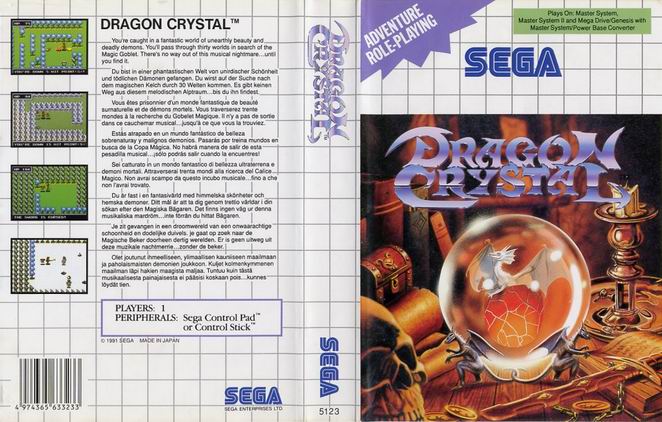 DRAGON CRYSTAL™
You're caught in a fantastic world of unearthly beauty and
deadly demons. You'll pass through thirty worlds in search of the
Magic Goblet. There's no way out of this musical nightmare...until
you find it.
Du bist in einer phantastischen Welt von unirdischer Schönheit
und tödlichen Dämonen gefangen. Du wirst auf der Suche nach
dem magischen Kelch durch 30 Welten kommen. Es gibt keinen
Weg aus diesem melodischen Alptraum...bis du ihn findest.
Vous êtres prisonnier d'un monde fantastique de beauté
surnaturelle et de démons mortels. Vous traverserez trente
mondes à la recherche du Gobelet Magique. Il n'y a pas de sortie
dans ce cauchemar musical...jusqu'à ce que vous la trouviez.
Estás atrapado en un mundo fantástico de belleza
sobrenatural y malignos demonios. Pasarás por treina mundos en
busca de la Copa Mágica. No habrá manera de salir de esta
pesadilla musical...¡sólo podrás salir cuando la encuentres!
Sei catturato in un mondo fantastico di bellezza ultraterrena e
demoni mortali. Attraverserai trenta mondi alla ricerca del Calice
Magico. Non avrai scampo da questo incubo musicale...fino a che
non l'avrai trovato.
Du är fast i en fantasivärld med himmelska skönheter och
hemska demoner. Ditt mål är att ta dig genom trettio världar i din
sökan efter den Magiska Bägaren. Det finns ingen väg ur denna
musikaliska mardröm...inte förrän du hittat Bägaren.
Je zit gevangen in een droomwereld van een onwaarachtige
schoonheid en dodelijke duivels. Je gaat op zoek naar de
Magische Beker doorheen dertig werelden. Er is geen uitweg uit
deze muzikale nachtmerrie...zonder de beker.
Olet joutunut ihmeelliseen, ylimaallisen kauniiseen maailmaan
ja paholaismaisten demonien joukkoon. Kuljet kolmenkymmenen
maailman läpi hakien maagista maljaa. Tuntuu kuin tästä
musikaalisesta painajaisesta ei pääsisi koskaan pois...kunnes
löydät tien.
PLAYERS: 1
PERIPHERALS: Sega Control Pad™
or Control Stick™
© 1991 SEGA MADE IN JAPAN
4 974365 633233
SEGA
SEGA ENTERPRISES LTD.
DRAGON CRYSTAL
SEGA
5123
ADVENTURE
ROLE-PLAYING
Plays On: Master System,
Master System II and Mega Drive/Genesis with
Master System/Power Base Converter
SEGA
DRAGON
CRYSTAL